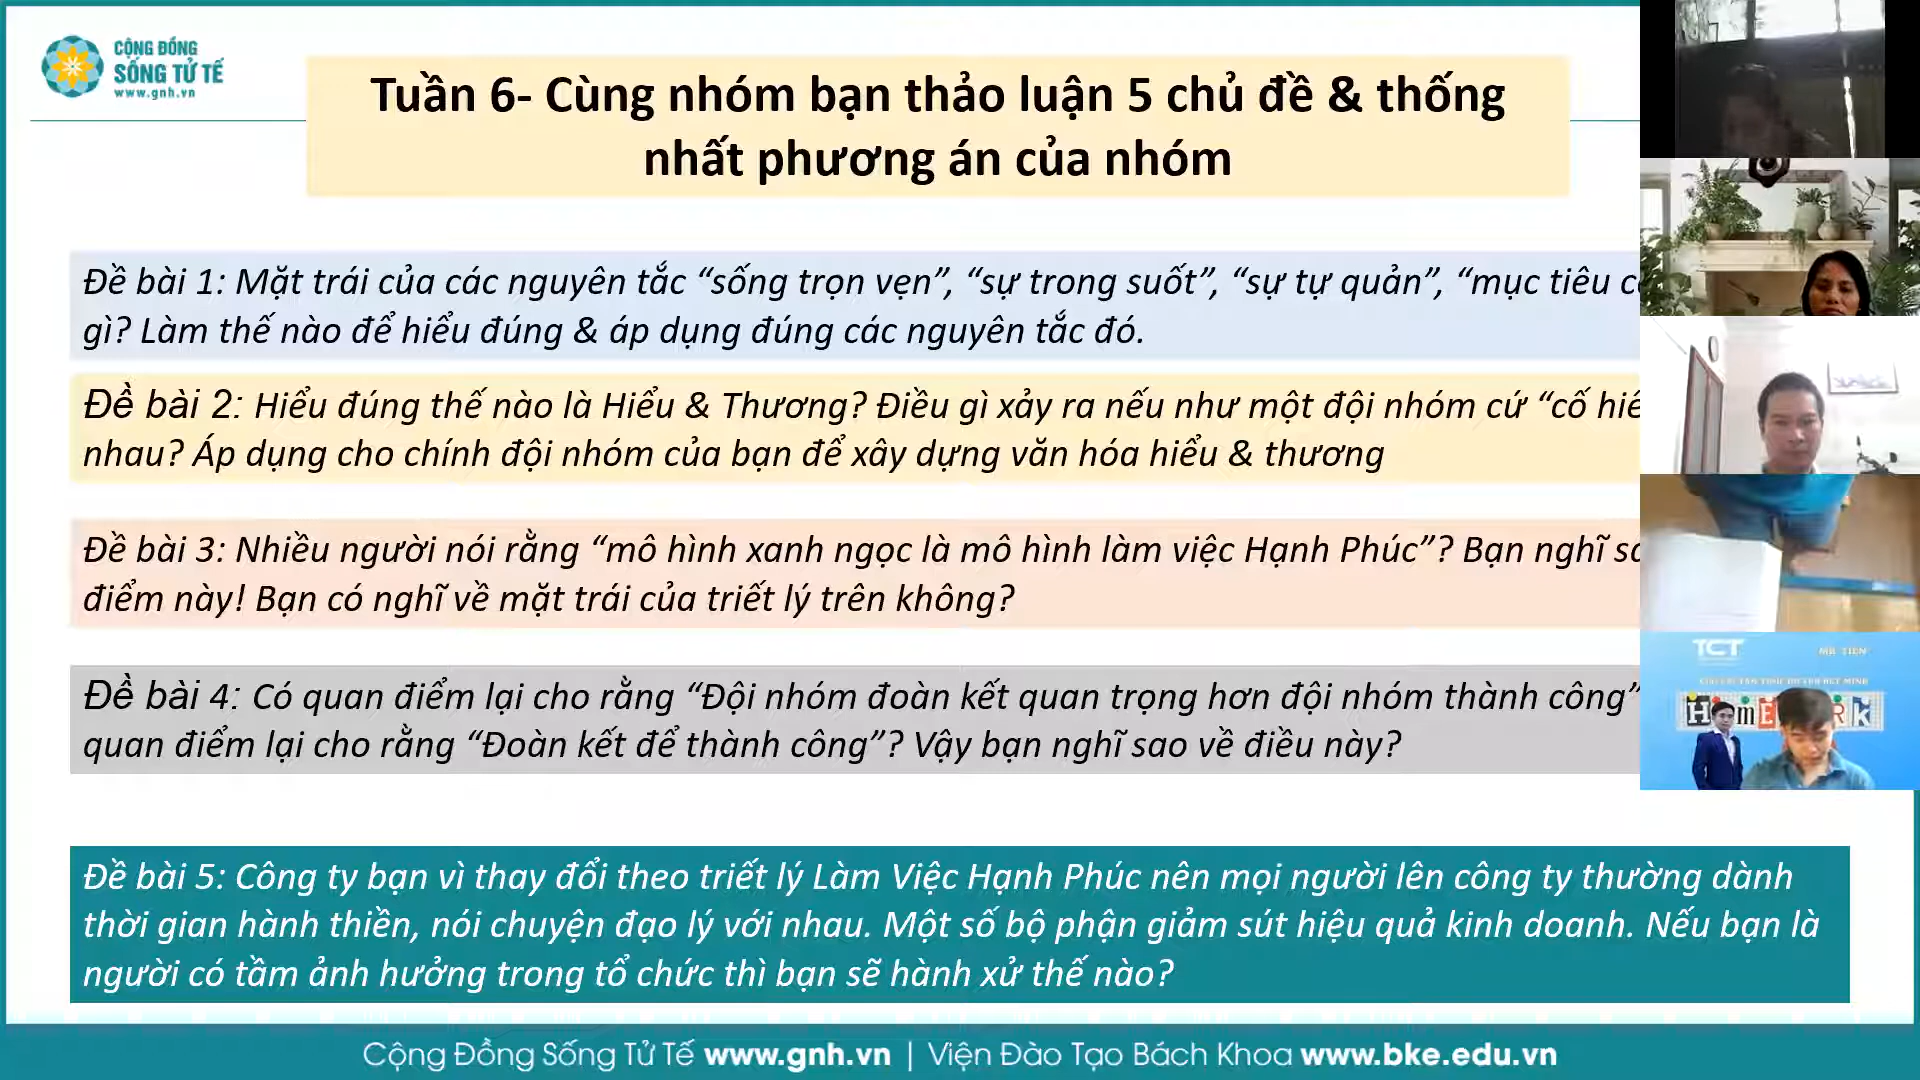 CỘNG ĐỒNG
SỐNG TỬ TẾ
www.gnh.vn
Tuần 6- Cùng nhóm bạn thảo luận 5 chủ đề & thống
nhất phương án của nhóm
Đề bài 1: Mặt trái của các nguyên tắc “sống trọn vẹn”, “sự trong suốt”, “sự tự quản”, “mục tiêu
gì? Làm thế nào để hiểu đúng & áp dụng đúng các nguyên tắc đó.
Đề bài 2: Hiểu đúng thế nào là Hiểu & Thương? Điều gì xảy ra nếu như một đội nhóm cứ “cố
nhau? Áp dụng cho chính đội nhóm của bạn để xây dựng văn hóa hiểu & thương
Đề bài 3: Nhiều người nói rằng “mô hình xanh ngọc là mô hình làm việc Hạnh Phúc”? Bạn nghĩ
điểm này! Bạn có nghĩ về mặt trái của triết lý trên không?
Đề bài 4: Có quan điểm lại cho rằng “Đội nhóm đoàn kết quan trọng hơn đội nhóm thành công”
quan điểm lại cho rằng “Đoàn kết để thành công”? Vậy bạn nghĩ sao về điều này?
Đề bài 5: Công ty bạn vì thay đổi theo triết lý Làm Việc Hạnh Phúc nên mọi người lên công ty thường dành
thời gian hành thiền, nói chuyện đạo lý với nhau. Một số bộ phận giảm sút hiệu quả kinh doanh. Nếu bạn là
người có tầm ảnh hưởng trong tổ chức thì bạn sẽ hành xử thế nào?
Cộng Đồng Sống Tử Tế www.gnh.vn | Viện Đào Tạo Bách Khoa www.bke.edu.vn
TCT